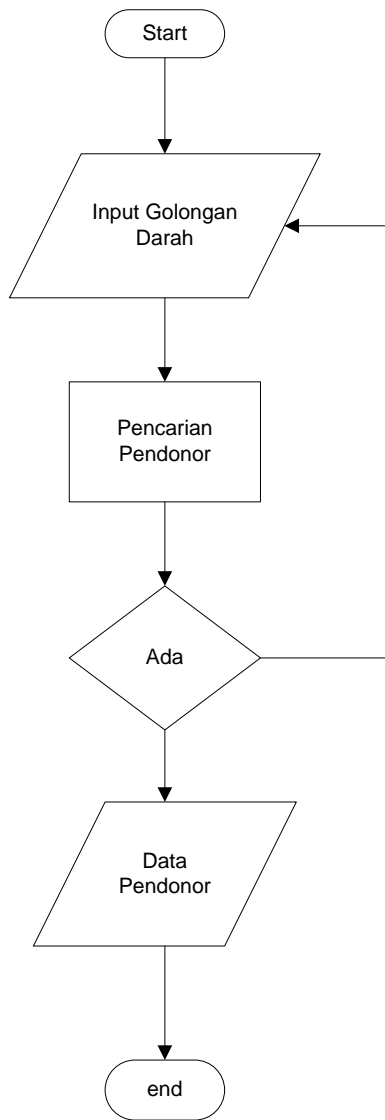 Start
Input Golongan
Darah
Pencarian
Pendonor
Ada
Data
Pendonor
end